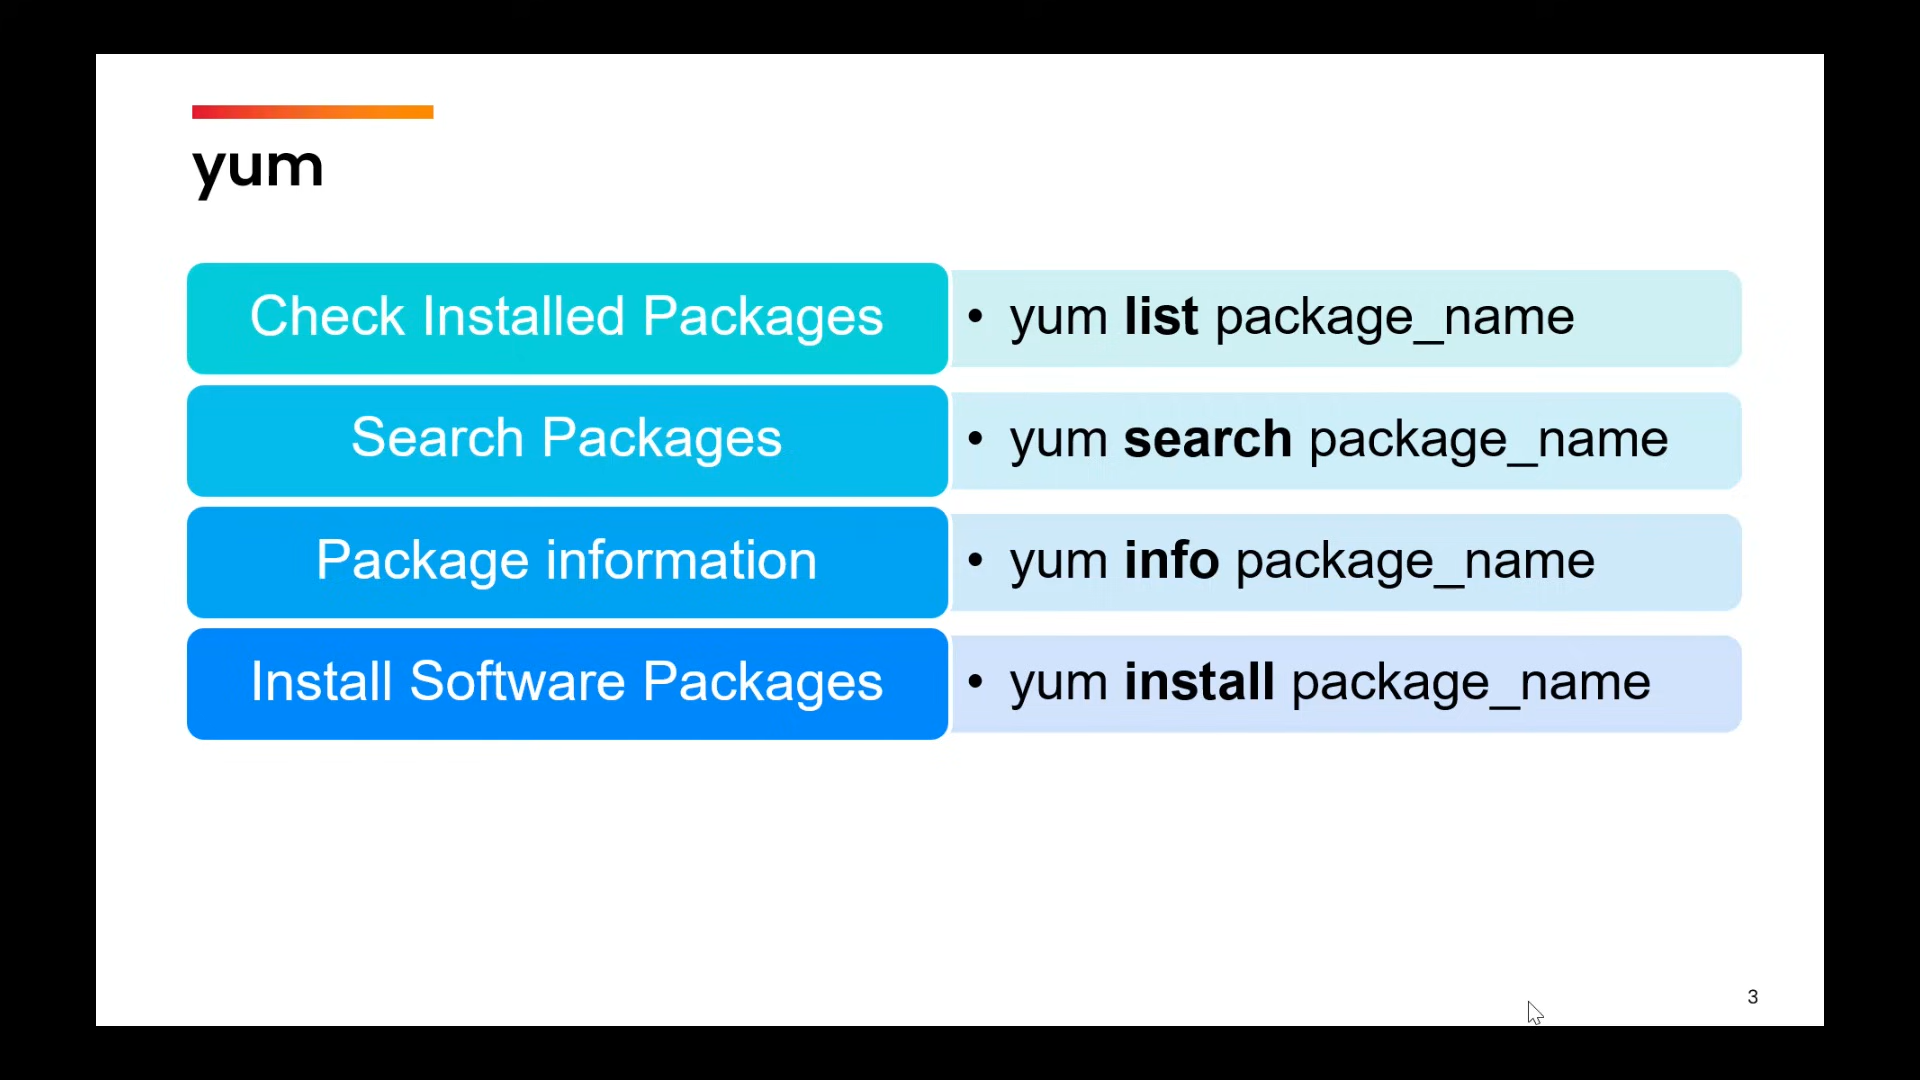 yum
Check Installed Packages
• yum list package_name
Search Packages
• yum search package_name
Package information
• yum info package_name
Install Software Packages
• yum install package_name
3